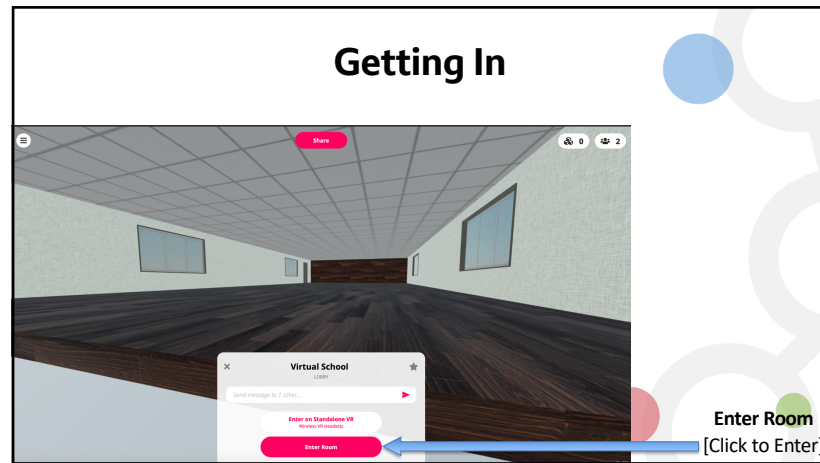 Getting In
Share
0
2
Virtual School
LOBBY
Send message to 1 other...
Enter on Standalone VR
Wireless VR Headsets
Enter Room
Enter Room
[Click to Enter]